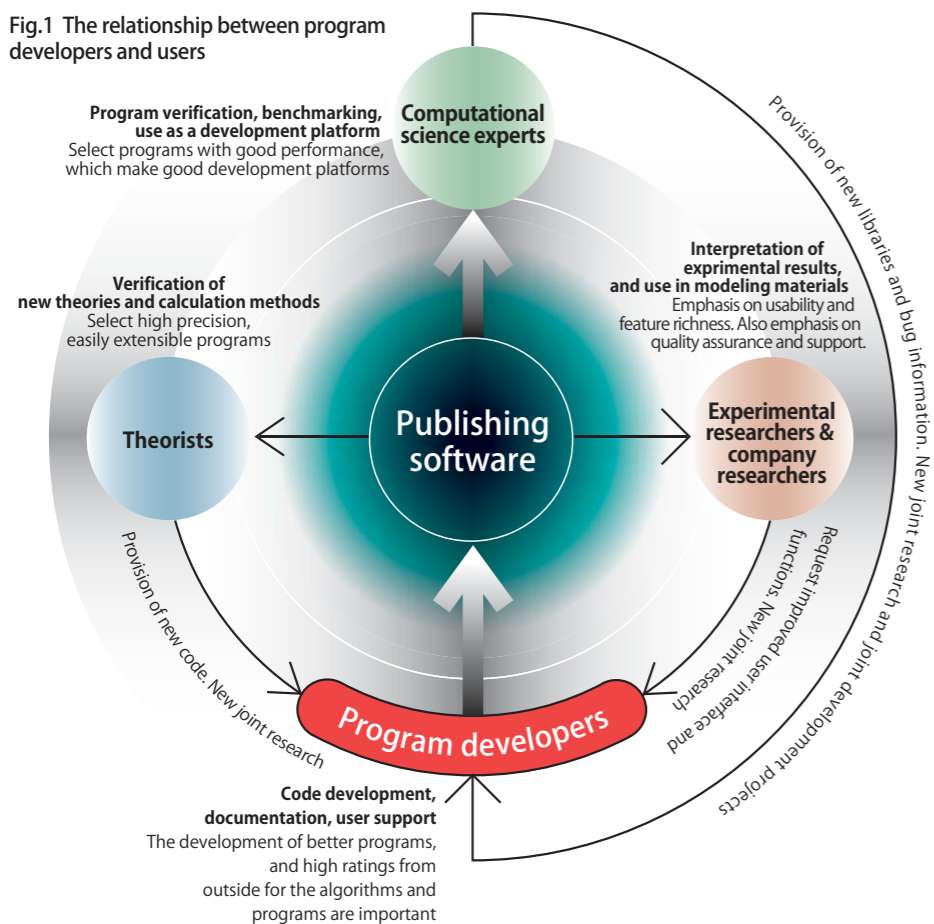 Fig.1 The relationship between program
developers and users
Computational
science experts
Program verification, benchmarking,
use as a development platform
Select programs with good performance,
which make good development platforms
Verification of
new theories and calculation methods
Select high precision,
easily extensible programs
Interpretation of
exprimental results,
and use in modeling materials
Emphasis on usability and
feature richness. Also emphasis on
quality assurance and support.
Theorists
Publishing
software
Experimental
researchers &
company
researchers
Provision of new libraries and bug information. New joint research and joint development projects
Provision of new code. New joint research
Request improved user interface and
functions. New joint research
Program developers
Code development,
documentation, user support
The development of better programs,
and high ratings from
outside for the algorithms and
programs are important